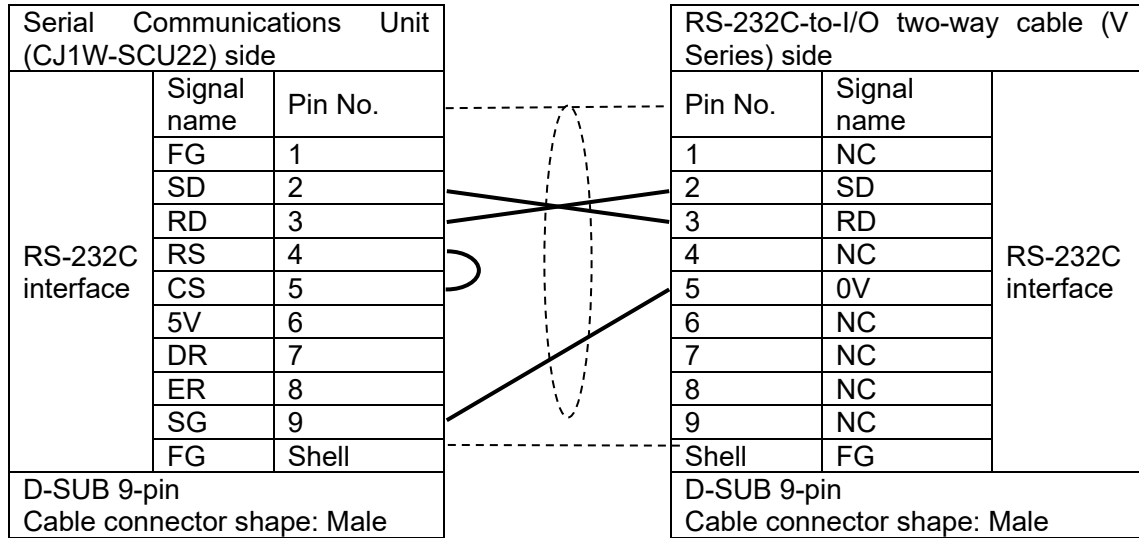 Serial Communications Unit
(CJ1W-SCU22) side
RS-232C
interface
Signal
name
Pin No.
FG 1
SD 2
RD 3
RS 4
CS 5
5V 6
DR 7
ER 8
SG 9
FG Shell
D-SUB 9-pin
Cable connector shape: Male
RS-232C-to-I/O two-way cable (V
Series) side
Pin No.
Signal
name
1 NC
2 SD
3 RD
4 NC
5 0V
6 NC
7 NC
8 NC
9 NC
Shell FG
RS-232C
interface
D-SUB 9-pin
Cable connector shape: Male